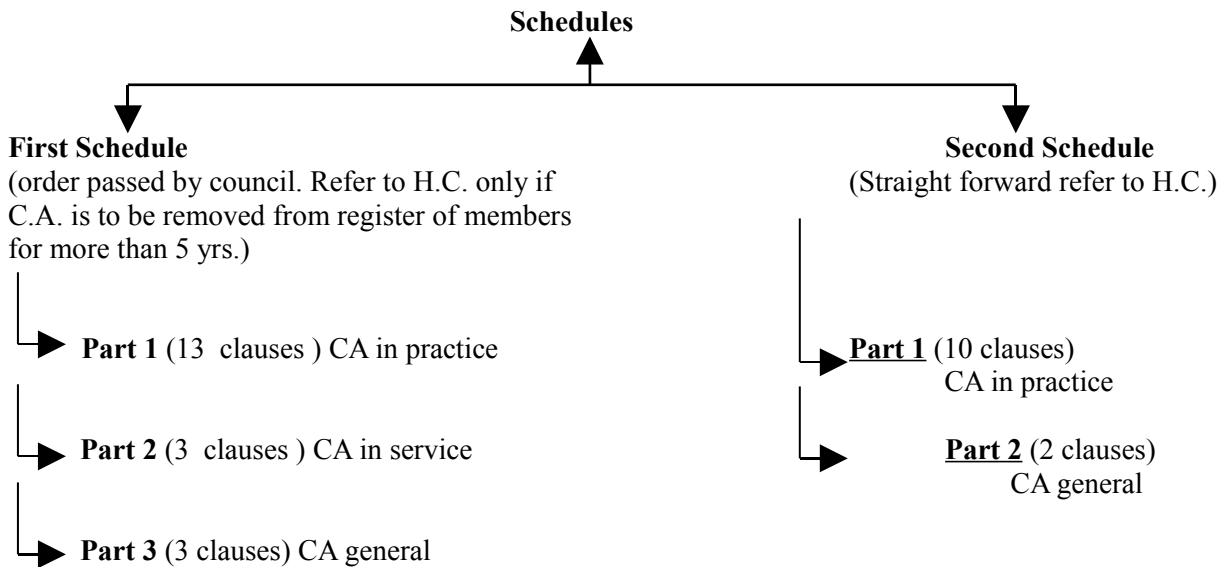 Schedules
First Schedule
(order passed by council. Refer to H.C. only if
C.A. is to be removed from register of members
for more than 5 yrs.)
Part 1 (13 clauses ) CA in practice
Part 2 (3 clauses ) CA in service
Part 3 (3 clauses) CA general
Second Schedule
(Straight forward refer to H.C.)
Part 1 (10 clauses)
CA in practice
Part 2 (2 clauses)
CA general